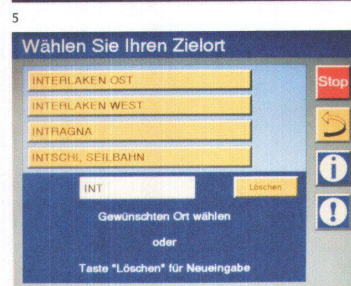 5
Wählen Sie Ihren Zielort
INTERLAKEN OST
INTERLAKEN WEST
INTRAGNA
INTSCHI, SEILBAHN
INT
Löschen
Gewünschten Ort wählen
oder
Taste "Löschen" für Neueingabe
Stop
i
!